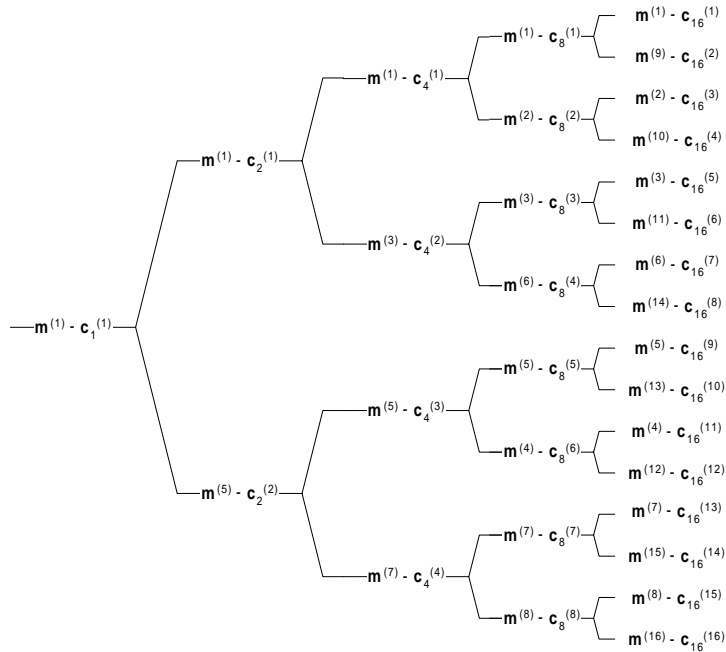 m(1) - c16(1)
m(1) - c8(1)
m(9) - c16(2)
m(1) - c4(1)
m(2) - c16(3)
m(2) - c8(2)
m(10) - c16(4)
m(1) - c2(1)
m(3) - c16(5)
m(3) - c8(3)
m(11) - c16(6)
m(3) - c4(2)
m(6) - c16(7)
m(6) - c8(4)
m(14) - c16(8)
m(1) - c1(1)
m(5) - c16(9)
m(5) - c8(5)
m(13) - c16(10)
m(5) - c4(3)
m(4) - c16(11)
m(4) - c8(6)
m(12) - c16(12)
m(5) - c2(2)
m(7) - c16(13)
m(7) - c8(7)
m(15) - c16(14)
m(7) - c4(4)
m(8) - c16(15)
m(8) - c8(8)
m(16) - c16(16)